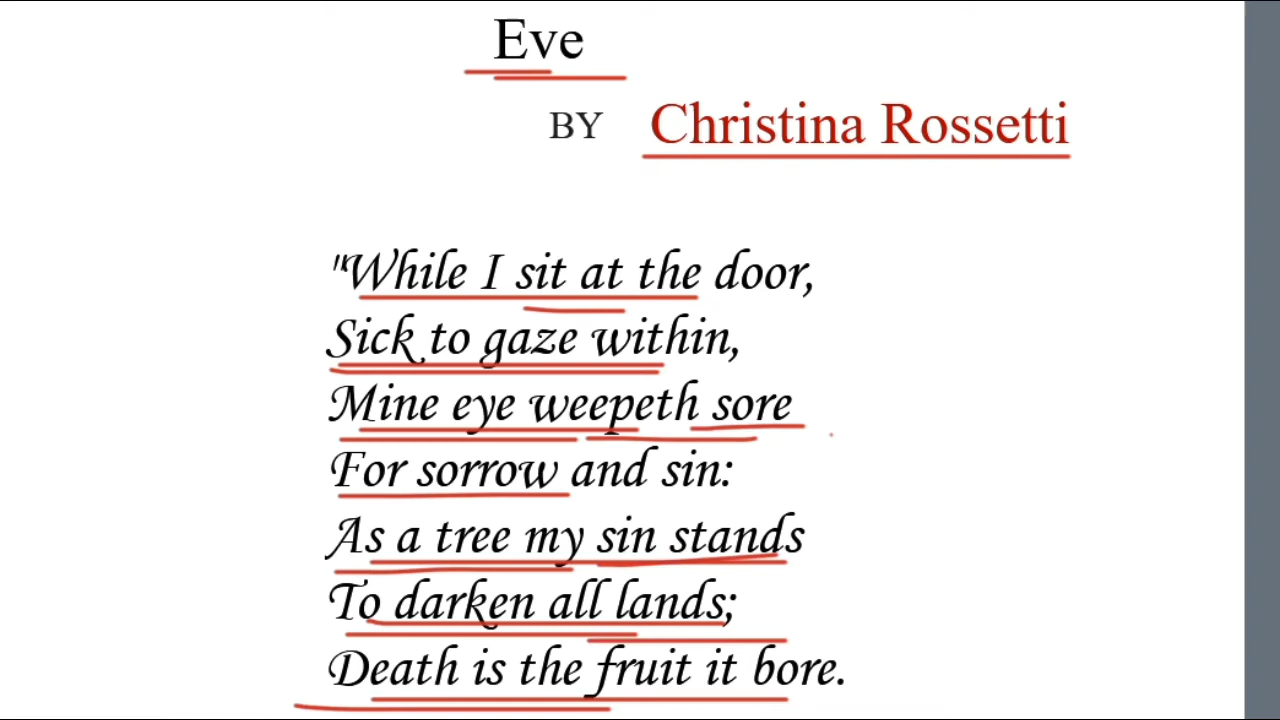 Eve
BY Christina Rossetti
"While I sit at the door,
Sick to gaze within,
Mine eye weepeth sore
For sorrow and sin:
As a tree my sin stands
To darken all lands;
Death is the fruit it bore.